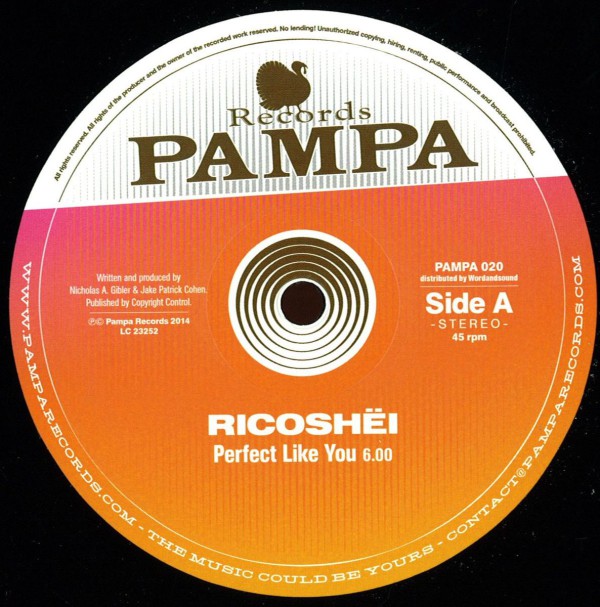 All rights reserved. All rights of the producer and the owner of the recorded work reserved. No lending! Unauthorized copying, hiring, renting, public performance and broadcast prohibited.
Records
PAMPA
Written and produced by
Nicholas A. Gibler & Jake Patrick Cohen.
Published by Copyright Control.
℗© Pampa Records 2014
LC 23252
PAMPA 020
distributed by Wordandsound
Side A
-STEREO-
45 rpm
RICOSHËI
Perfect Like You 6.00
WWW.PAMPARECORDS.COM - THE MUSIC COULD BE YOURS - CONTACT@PAMPARECORDS.COM